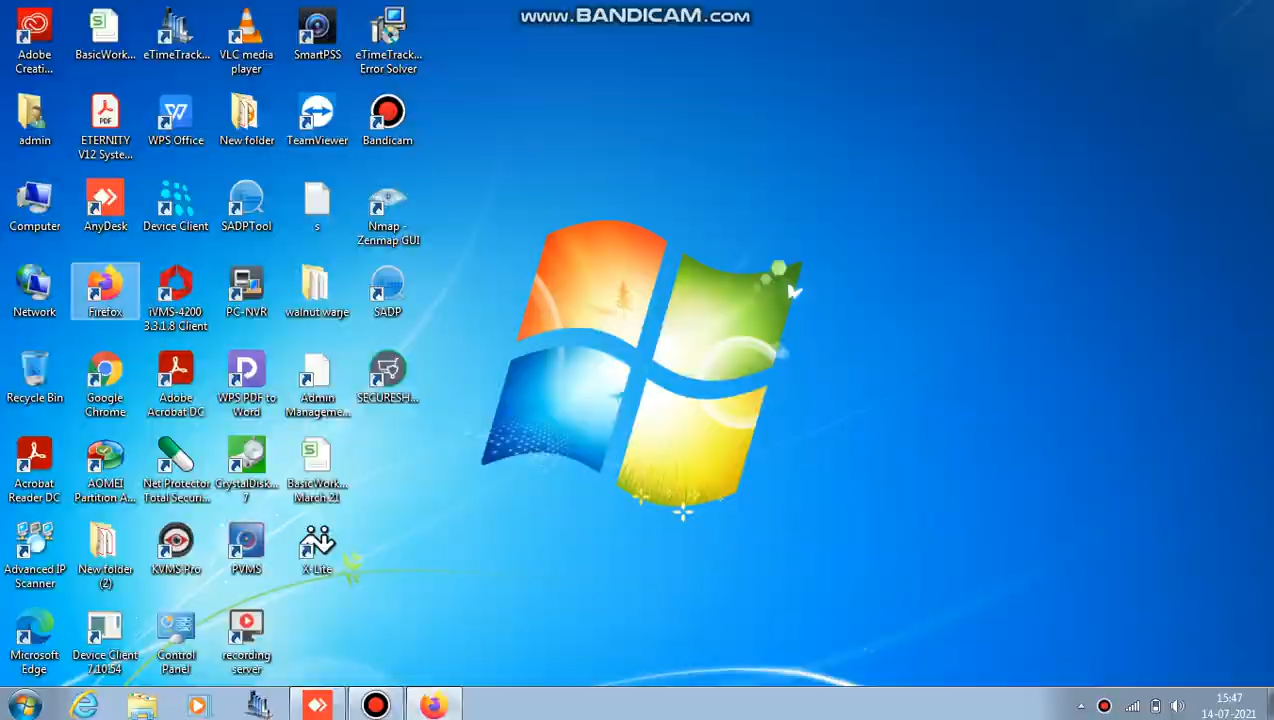 www.BANDICAM.com
Adobe
Creati...
BasicWork...
eTimeTrack...
VLC media
player
SmartPSS
eTimeTrack...
Error Solver
admin
PDF
ETERNITY
V12 Syste...
WPS Office
New folder
TeamViewer
Bandicam
Computer
AnyDesk
Device Client
SADPTool
s
Nmap -
Zenmap GUI
Network
Firefox
iVMS-4200
3.3.1.8 Client
PC-NVR
walnut warje
SADP
Recycle Bin
Google
Chrome
Adobe
Acrobat DC
WPS PDF to
Word
Admin
Manageme...
SECURESH...
Acrobat
Reader DC
AOMEI
Partition A...
Net Protector
Total Securi...
CrystalDisk...
7
BasicWork...
March.21
Advanced IP
Scanner
New folder
(2)
KVMS Pro
PVMS
X-Lite
Microsoft
Edge
Device Client
7.10.54
Control
Panel
recording
server
15:47
14-07-2021